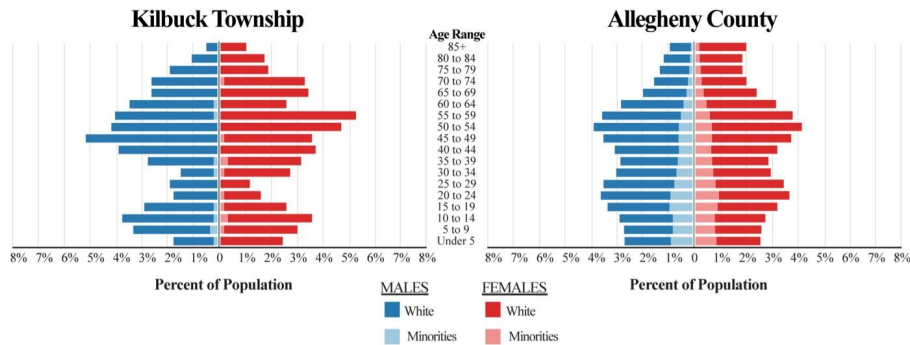 Kilbuck Township
Allegheny County
Age Range
85+
80 to 84
75 to 79
70 to 74
65 to 69
60 to 64
55 to 59
50 to 54
45 to 49
40 to 44
35 to 39
30 to 34
25 to 29
20 to 24
15 to 19
10 to 14
5 to 9
Under 5
8% 7% 6% 5% 4% 3% 2% 1% 0 1% 2% 3% 4% 5% 6% 7% 8%
8% 7% 6% 5% 4% 3% 2% 1% 0 1% 2% 3% 4% 5% 6% 7% 8%
Percent of Population
Percent of Population
MALES FEMALES
White White
Minorities Minorities